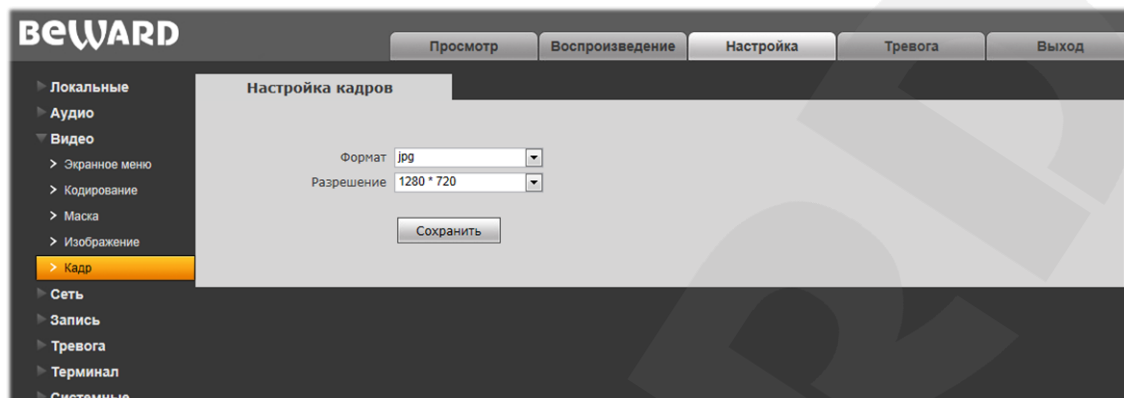 BEWARD
Просмотр Воспроизведение Настройка Тревога Выход
Локальные
Аудио
Видео
> Экранное меню
> Кодирование
> Маска
> Изображение
> Кадр
Сеть
Запись
Тревога
Терминал
Системные
Настройка кадров
Формат jpg
Разрешение 1280 * 720
Сохранить